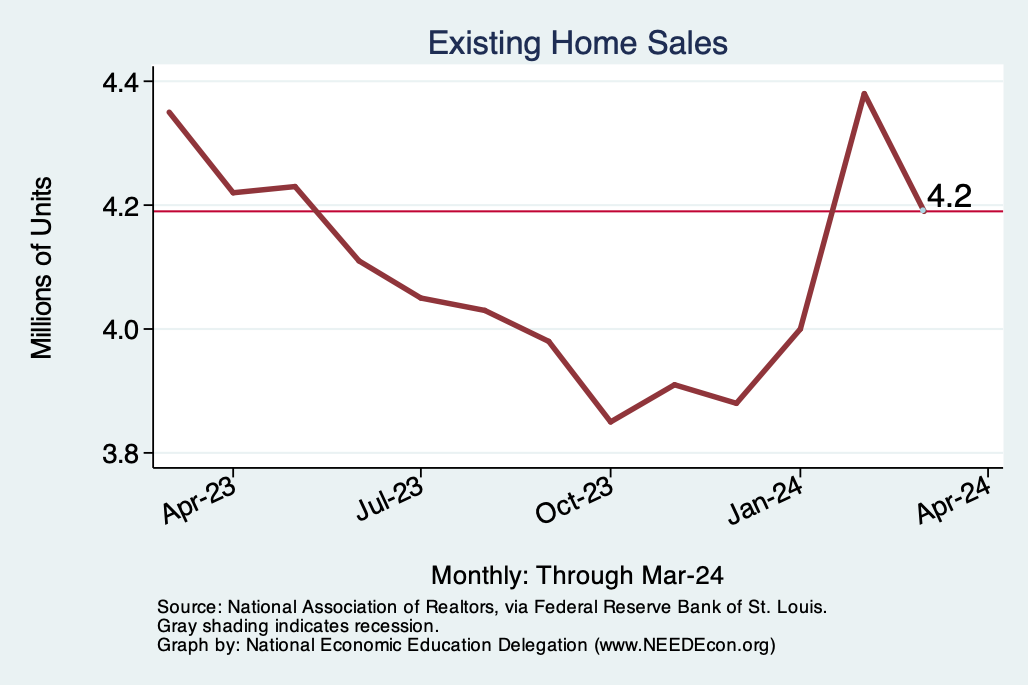 Existing Home Sales
Millions of Units
4.4
4.2
4.0
3.8
4.2
Apr-23
Jul-23
Oct-23
Jan-24
Apr-24
Monthly: Through Mar-24
Source: National Association of Realtors, via Federal Reserve Bank of St. Louis.
Gray shading indicates recession.
Graph by: National Economic Education Delegation (www.NEEDEcon.org)